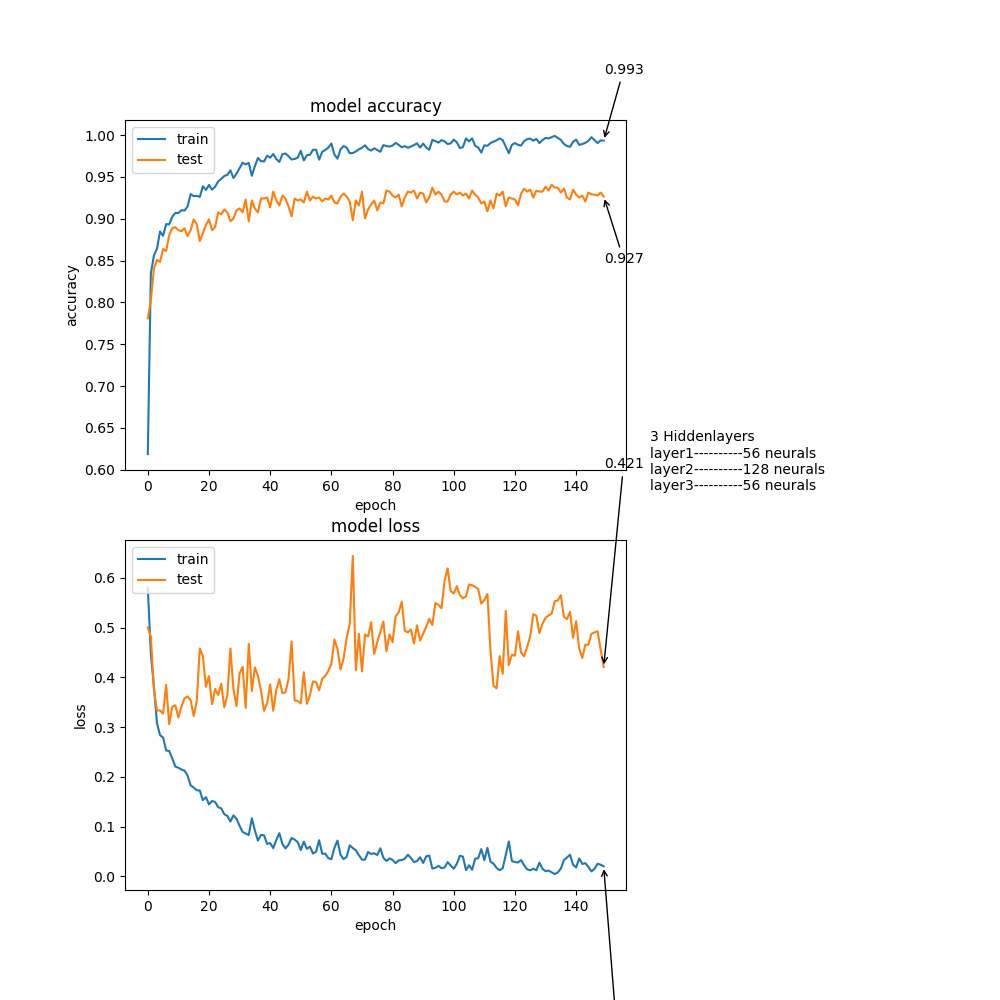 0.993
model accuracy
train
test
1.00
0.95
0.90
0.85
0.80
0.75
0.70
0.65
0.60
accuracy
0.927
0 20 40 60 80 100 120 140
epoch
0.421
3 Hiddenlayers
layer1----------56 neurals
layer2----------128 neurals
layer3----------56 neurals
model loss
train
test
0.6
0.5
0.4
0.3
0.2
0.1
0.0
loss
0 20 40 60 80 100 120 140
epoch